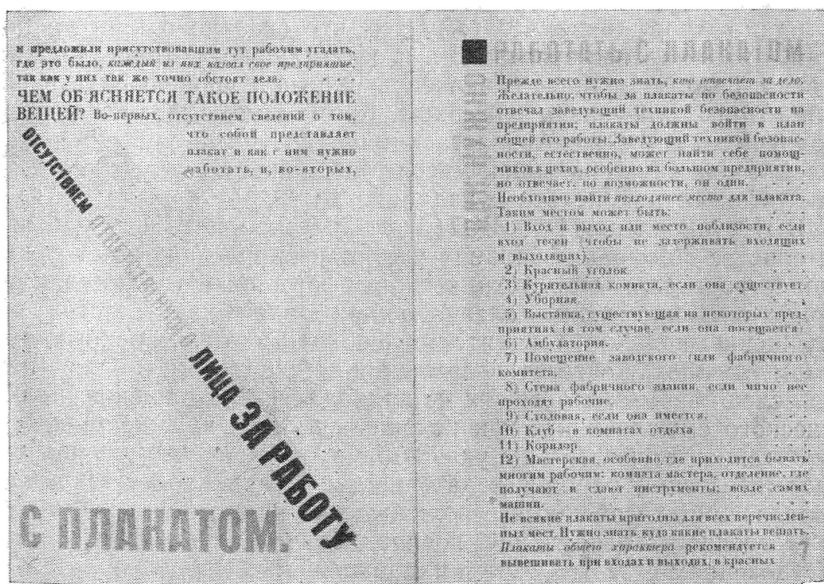 и предложили присутствовавшим тут рабочим угадать,
где это было, каждый из них назвал свое предприятие,
так как у них так же точно обстоят дела.
ЧЕМ ОБ'ЯСНЯЕТСЯ ТАКОЕ ПОЛОЖЕНИЕ
ВЕЩЕЙ? Во-первых, отсутствием сведений о том,
что собой представляет
плакат и как с ним нужно
работать, и, во-вторых,
ОТСУТСТВИЕМ ОТВЕТСТВЕННОГО ЛИЦА ЗА РАБОТУ
С ПЛАКАТОМ.
Прежде всего нужно знать, кто отвечает за дело.
Желательно, чтобы за плакаты по безопасности
отвечал заведующий техникой безопасности на
предприятии, плакаты должны войти в план
общей его работы. Заведующий техникой безопас-
ности, естественно, может найти себе помощ-
ников в цехах, особенно на большом предприятии,
но отвечает, по возможности, он один.
Необходимо найти подходящее место для плаката.
Таким местом может быть:
1) Вход и выход или место поблизости, если
вход тесен (чтобы не задерживать входящих
и выходящих).
2) Красный уголок
3) Курительная комната, если она существует.
4) Уборная.
5) Выставка, существующая на некоторых пред-
приятиях (в том случае, если она посещается)
6) Амбулатория.
7) Помещение заводского (или фабричного)
комитета.
8) Стена фабричного здания, если мимо нее
проходят рабочие.
9) Столовая, если она имеется.
10) Клуб — в комнатах отдыха
11) Коридор
12) Мастерская, особенно где приходится бывать
многим рабочим: комната мастера, отделение, где
получают и сдают инструменты; возле самих
машин.
Не всякие плакаты пригодны для всех перечислен-
ных мест. Нужно знать куда какие плакаты вешать.
Плакаты общего характера рекомендуется
вывешивать при входах и выходах, в красных
7